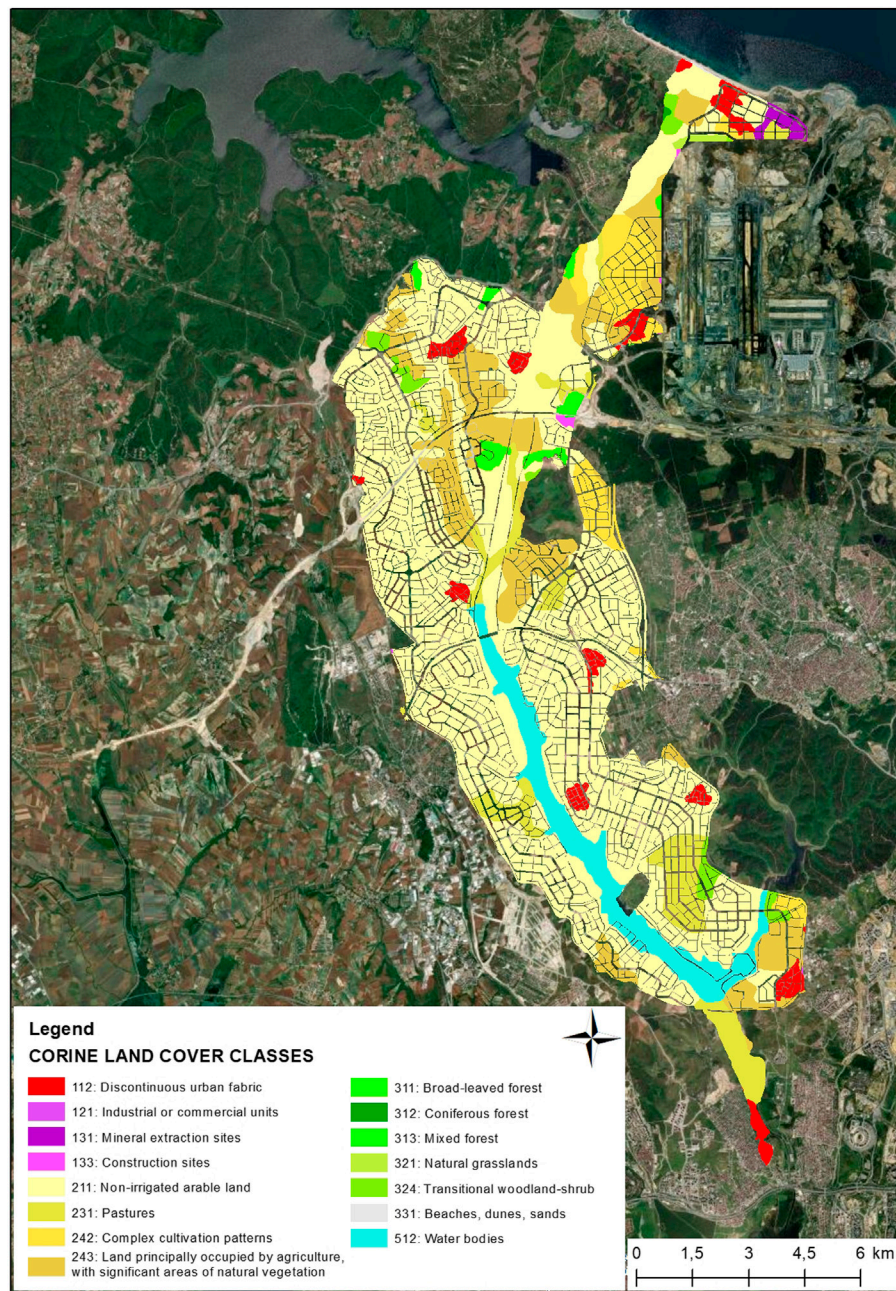 Legend
CORINE LAND COVER CLASSES
112: Discontinuous urban fabric
121: Industrial or commercial units
131: Mineral extraction sites
133: Construction sites
211: Non-irrigated arable land
231: Pastures
242: Complex cultivation patterns
243: Land principally occupied by agriculture,
with significant areas of natural vegetation
311: Broad-leaved forest
312: Coniferous forest
313: Mixed forest
321: Natural grasslands
324: Transitional woodland-shrub
331: Beaches, dunes, sands
512: Water bodies
0 1,5 3 4,5 6 km